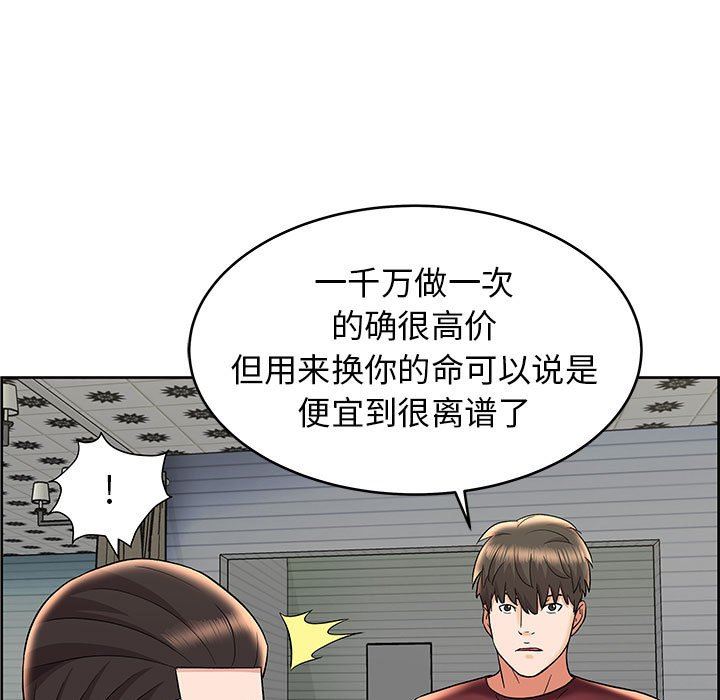 一千万做一次
的确很高价
但用来换你的命可以说是
便宜到很离谱了
!